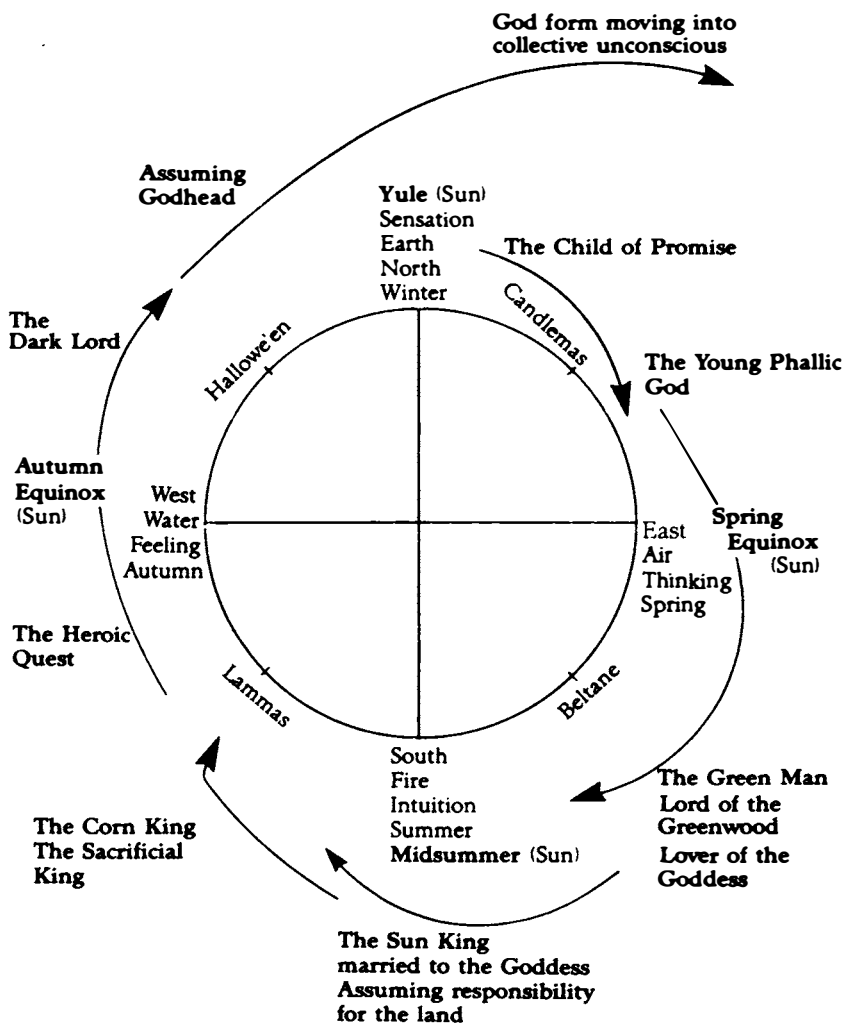 God form moving into
collective unconscious
Assuming
Godhead
Yule (Sun)
Sensation
Earth
North
Winter
The Child of Promise
Candlemas
Hallowe'en
The
Dark Lord
The Young Phallic
God
Autumn
Equinox
(Sun)
West
Water
Feeling
Autumn
East
Air
Thinking
Spring
Spring
Equinox
(Sun)
The Heroic
Quest
Lammas
Beltane
South
Fire
Intuition
Summer
Midsummer (Sun)
The Green Man
Lord of the
Greenwood
Lover of the
Goddess
The Corn King
The Sacrificial
King
The Sun King
married to the Goddess
Assuming responsibility
for the land